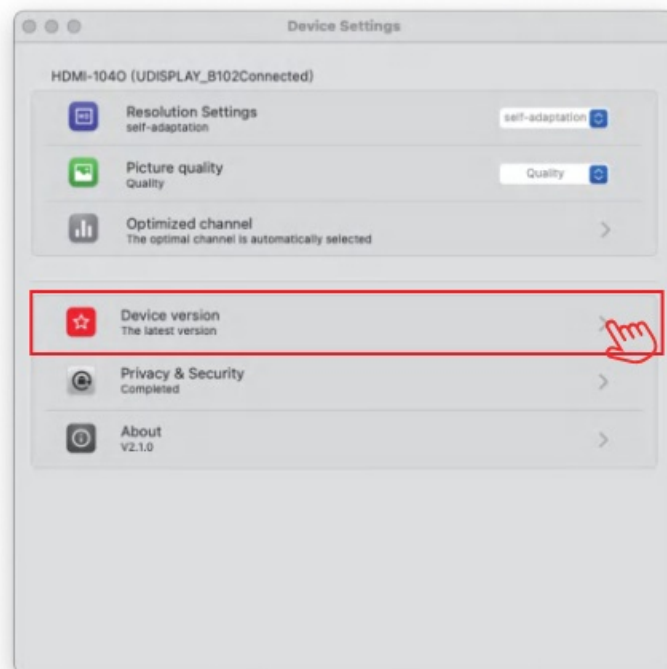 Device Settings
HDMI-1040 (UDISPLAY_B102Connected)
Resolution Settings
self-adaptation
self-adaptation
Picture quality
Quality
Quality
Optimized channel
The optimal channel is automatically selected
Device version
The latest version
Privacy & Security
Completed
About
V2.1.0